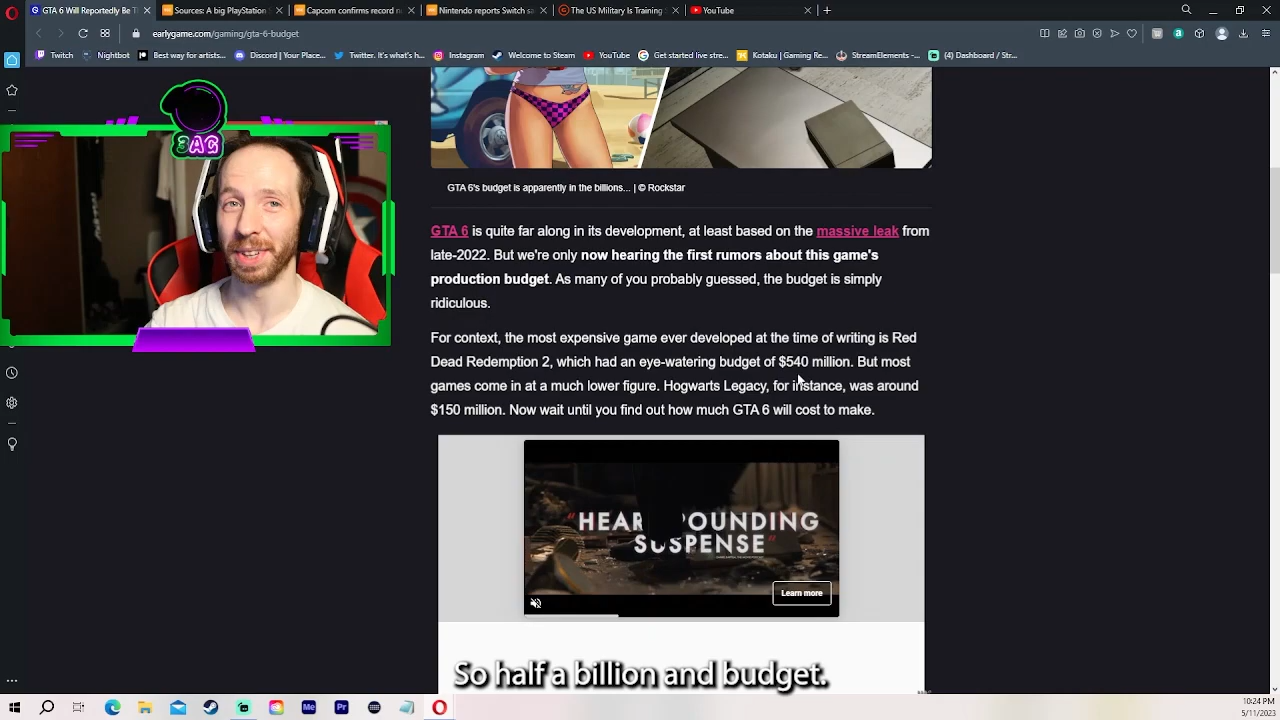 GTA 6 Will Reportedly Be Th
Sources: A big PlayStation S
Capcom confirms record nu
Nintendo reports Switch sa
The US Military Is Training S
YouTube
earlygame.com/gaming/gta-6-budget
Twitch
Nightbot
Best way for artists...
Discord | Your Place...
Twitter. It's what's h...
Instagram
Welcome to Steam
YouTube
Get started live stre...
Kotaku | Gaming Re...
StreamElements -...
(4) Dashboard / Str...
3AG
GTA 6's budget is apparently in the billions... | © Rockstar
GTA 6 is quite far along in its development, at least based on the massive leak from
late-2022. But we're only now hearing the first rumors about this game's
production budget. As many of you probably guessed, the budget is simply
ridiculous.
For context, the most expensive game ever developed at the time of writing is Red
Dead Redemption 2, which had an eye-watering budget of $540 million. But most
games come in at a much lower figure. Hogwarts Legacy, for instance, was around
$150 million. Now wait until you find out how much GTA 6 will cost to make.
"HEAR POUNDING
SUSPENSE"
Learn more
So half a billion and budget.
Me
Pr
10:24 PM
5/11/2023